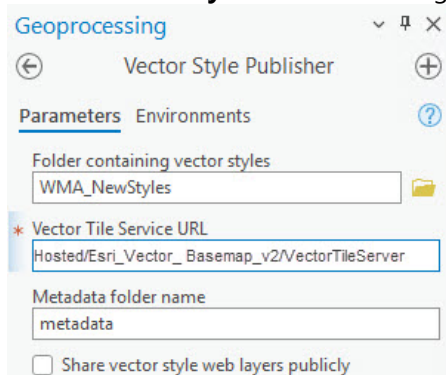 Geoprocessing
Vector Style Publisher
Parameters Environments
Folder containing vector styles
WMA_NewStyles
* Vector Tile Service URL
Hosted/Esri_Vector_ Basemap_v2/VectorTileServer
Metadata folder name
metadata
Share vector style web layers publicly